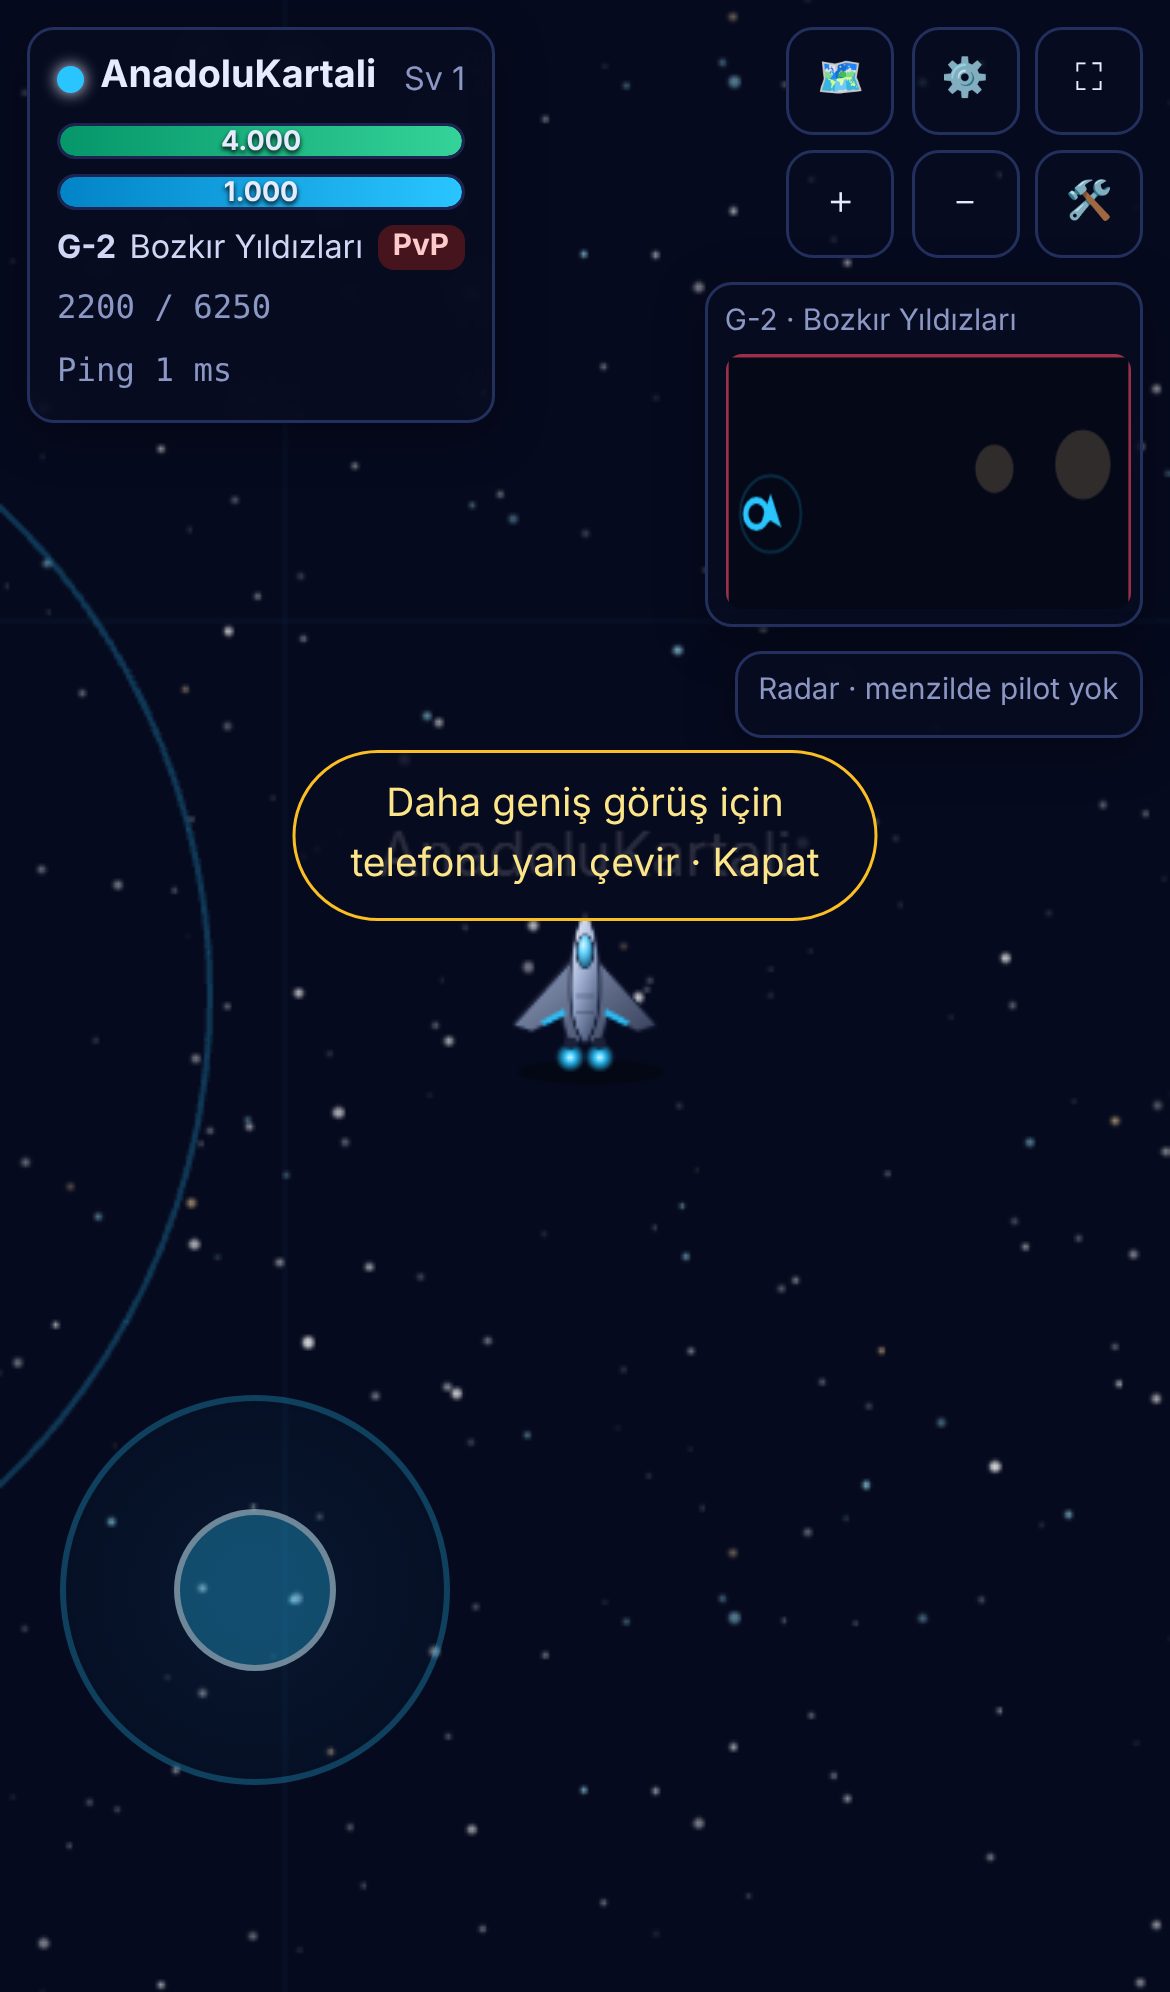 AnadoluKartali Sv 1
4.000
1.000
G-2 Bozkır Yıldızları PvP
2200 / 6250
Ping 1 ms
+ −
G-2 · Bozkır Yıldızları
Radar · menzilde pilot yok
Daha geniş görüş için
telefonu yan çevir · Kapat
AnadoluKartali